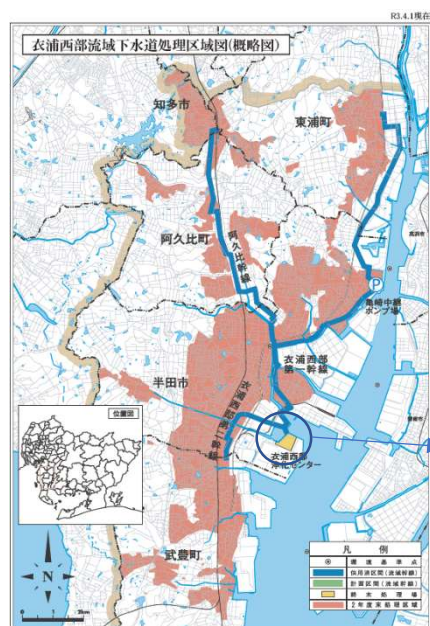 R3.4.1現在
衣浦西部流域下水道処理区域図(概略図)
知多市
東浦町
阿久比町
阿久比幹線
高浜市
P
亀崎中継
ポンプ場
衣浦西部
第一幹線
半田市
衣浦西部第二幹線
位置図
衣浦西部
浄化センター
武豊町
N
凡 例
供用済区間(流域幹線)
計画区間(流域幹線)
終末処理場
2年度末処理区域